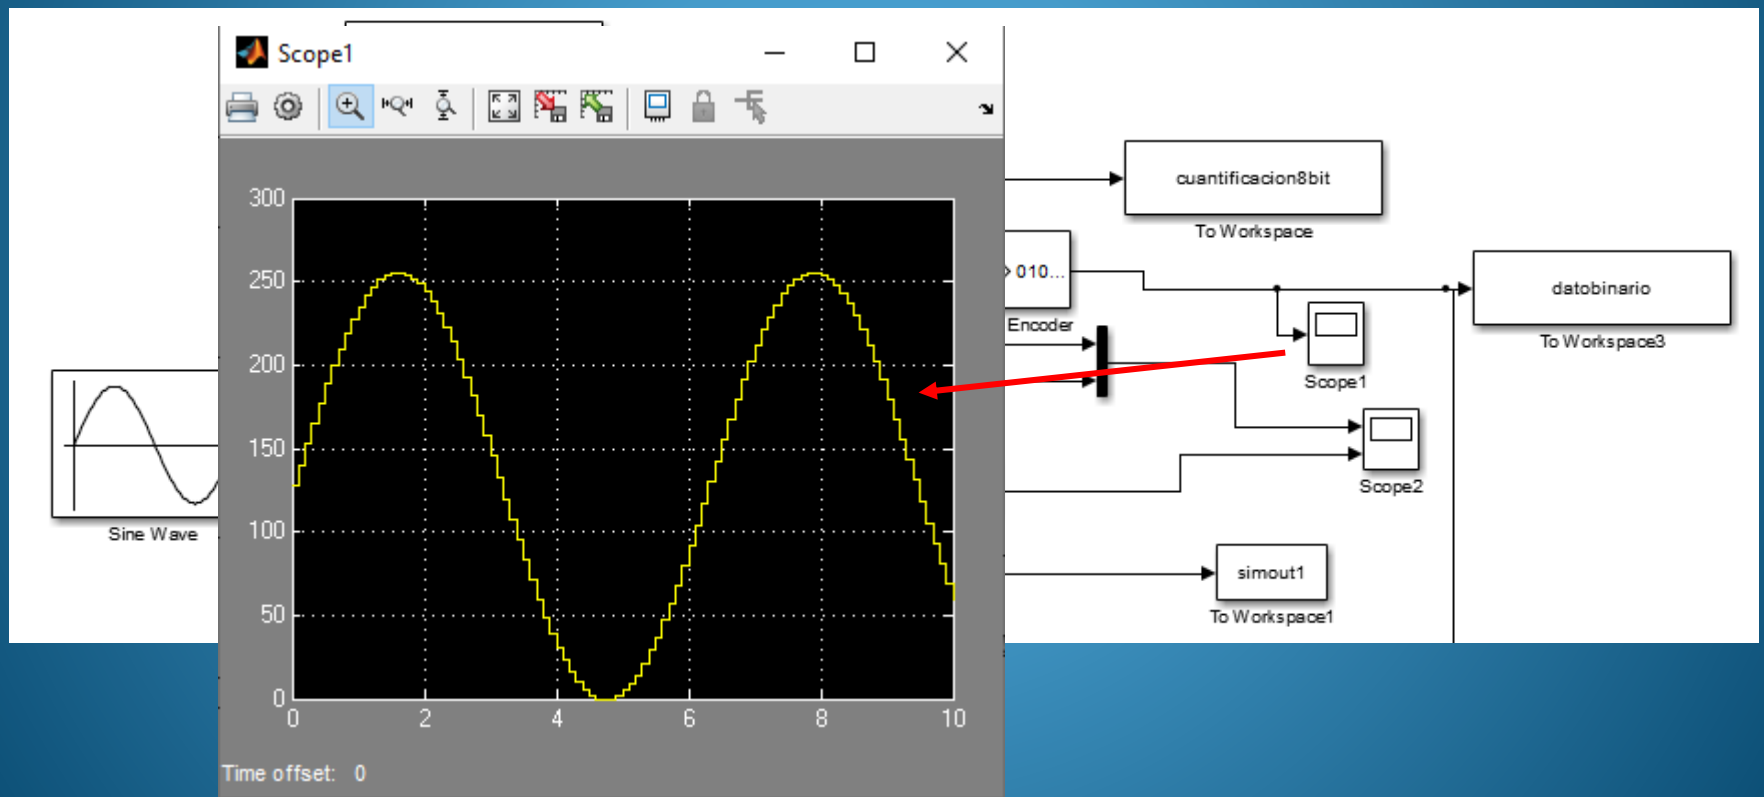 Scope1
300
250
200
150
100
50
0
0 2 4 6 8 10
Time offset: 0
Sine Wave
cuantificacion8bit
To Workspace
010...
Encoder
datobinario
To Workspace3
Scope1
Scope2
simout1
To Workspace1